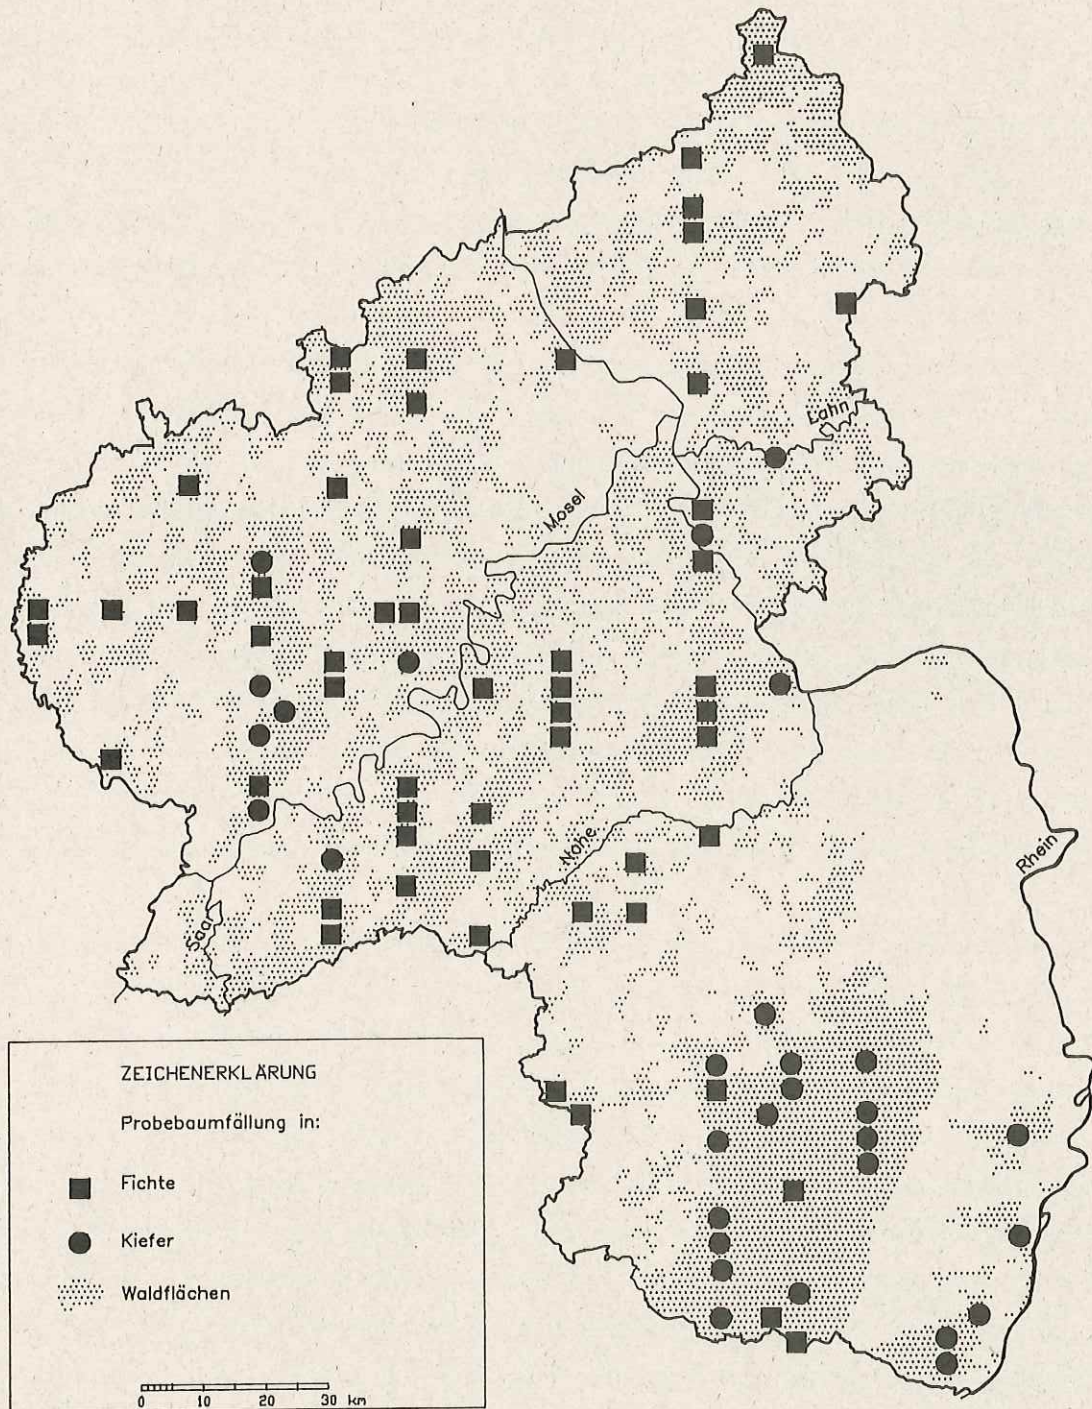 Lahn
Mosel
Nahe
Rhein
Saar
ZEICHENERKLÄRUNG
Probebaumfällung in:
Fichte
Kiefer
Waldflächen
0 10 20 30 km